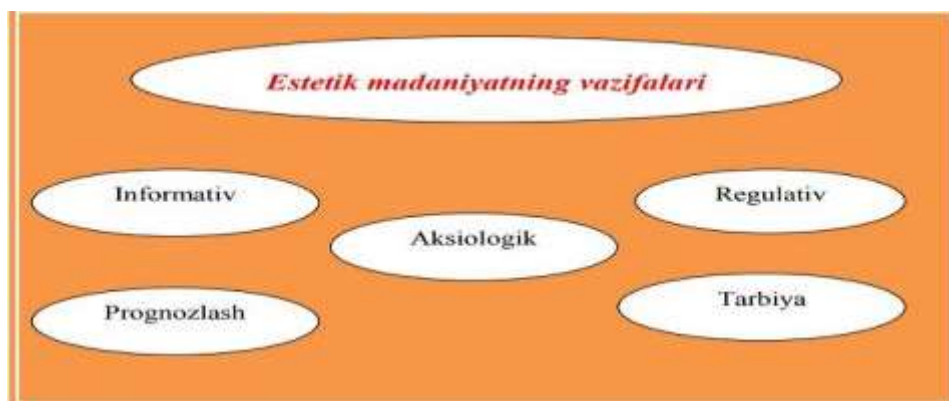 Estetik madaniyatning vazifalari
Informativ
Regulativ
Aksiologik
Prognozlash
Tarbiya